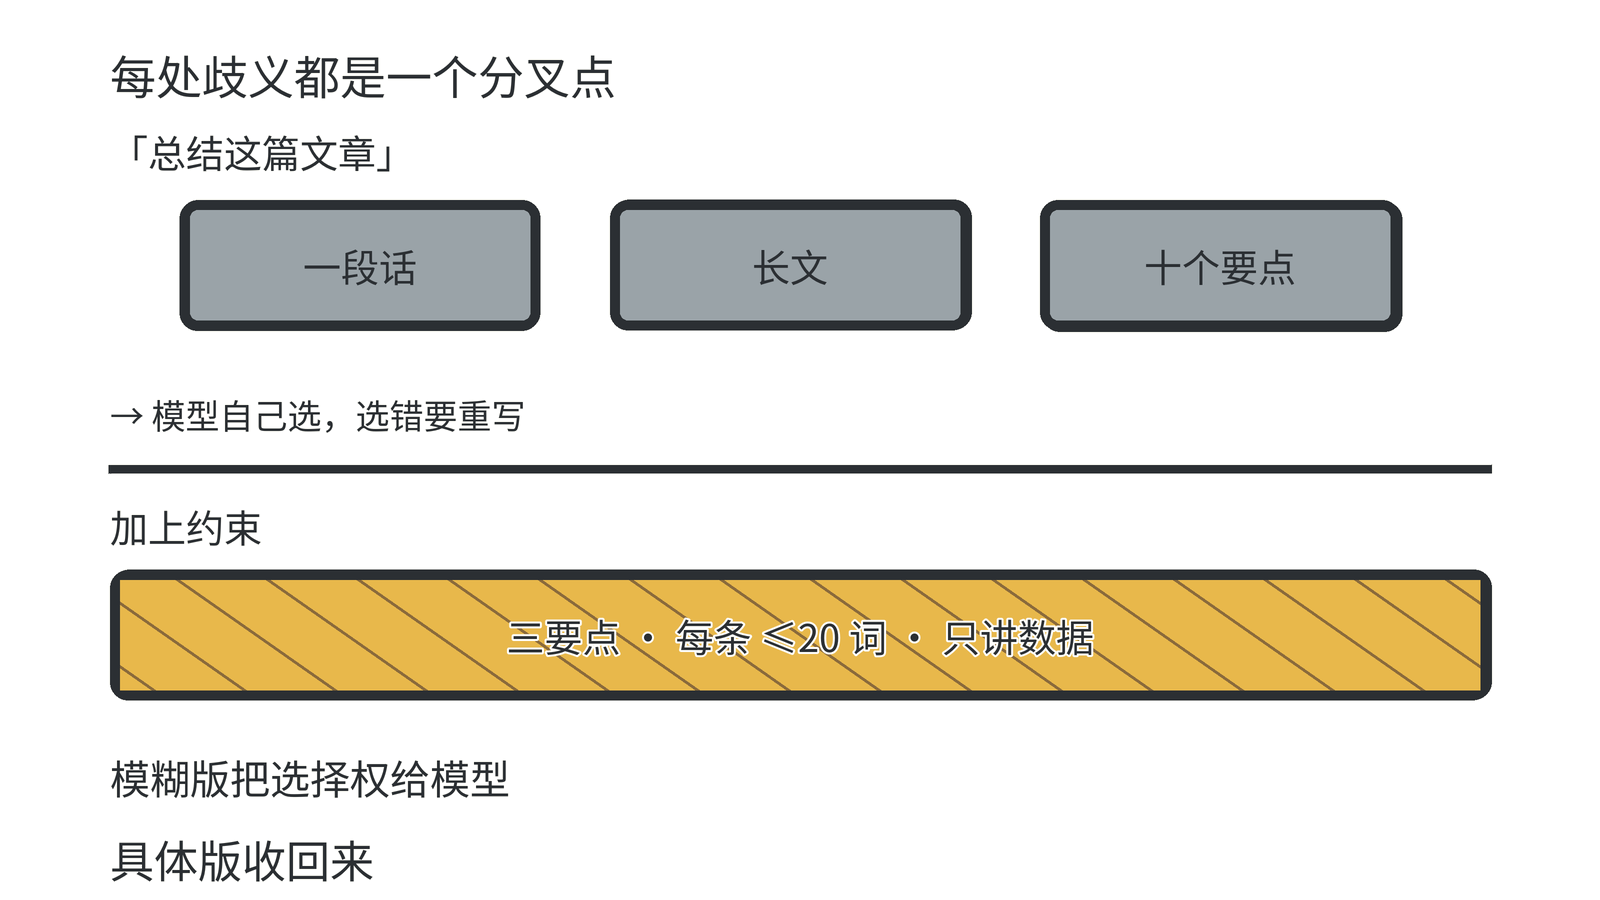 每处歧义都是一个分叉点
「总结这篇文章」
一段话
长文
十个要点
→ 模型自己选，选错要重写
加上约束
三要点 · 每条 ≤20 词 · 只讲数据
模糊版把选择权给模型
具体版收回来